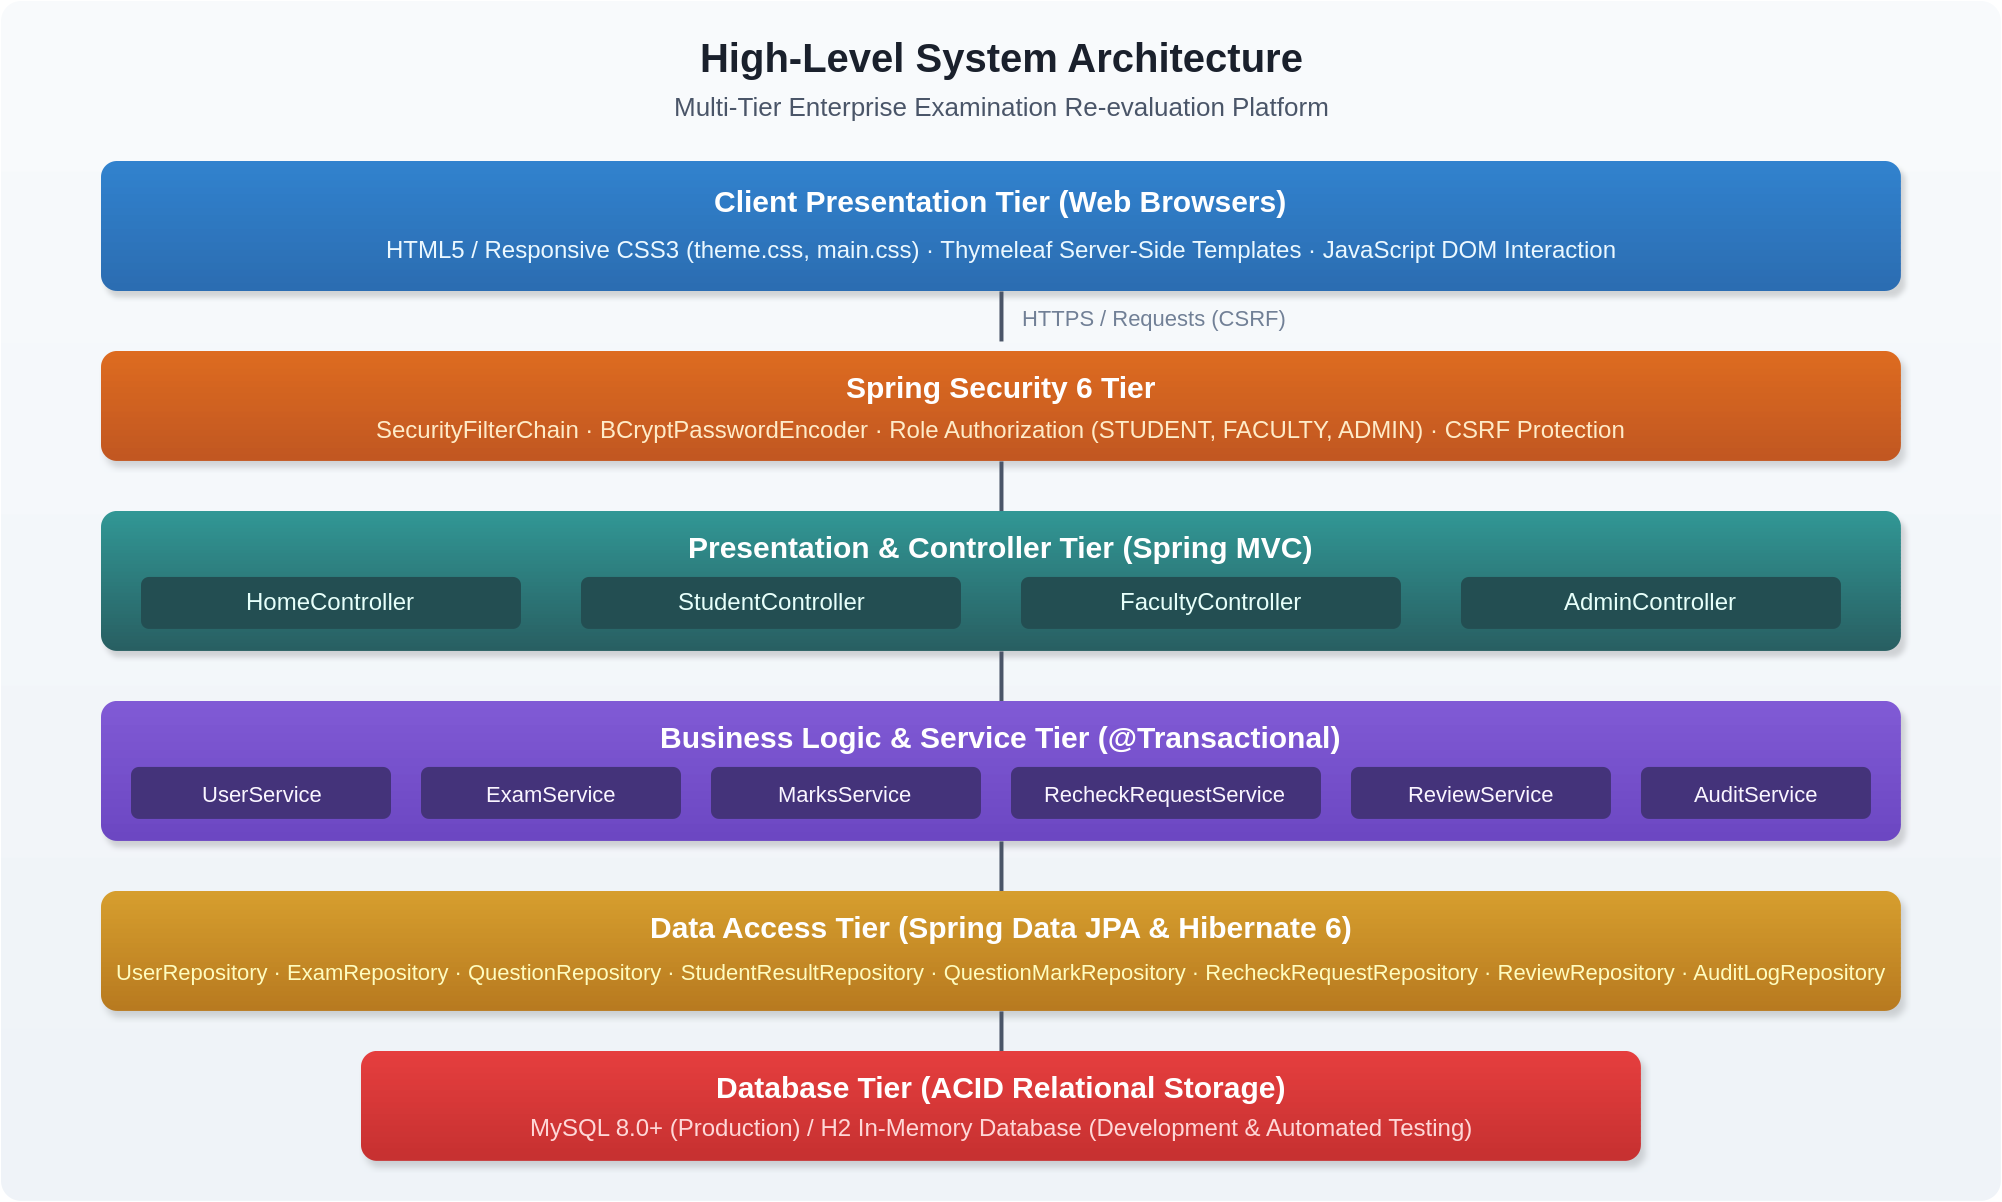 High-Level System Architecture
Multi-Tier Enterprise Examination Re-evaluation Platform
Client Presentation Tier (Web Browsers)
HTML5 / Responsive CSS3 (theme.css, main.css) · Thymeleaf Server-Side Templates · JavaScript DOM Interaction
HTTPS / Requests (CSRF)
Spring Security 6 Tier
SecurityFilterChain · BCryptPasswordEncoder · Role Authorization (STUDENT, FACULTY, ADMIN) · CSRF Protection
Presentation & Controller Tier (Spring MVC)
HomeController
StudentController
FacultyController
AdminController
Business Logic & Service Tier (@Transactional)
UserService
ExamService
MarksService
RecheckRequestService
ReviewService
AuditService
Data Access Tier (Spring Data JPA & Hibernate 6)
UserRepository · ExamRepository · QuestionRepository · StudentResultRepository · QuestionMarkRepository · RecheckRequestRepository · ReviewRepository · AuditLogRepository
Database Tier (ACID Relational Storage)
MySQL 8.0+ (Production) / H2 In-Memory Database (Development & Automated Testing)